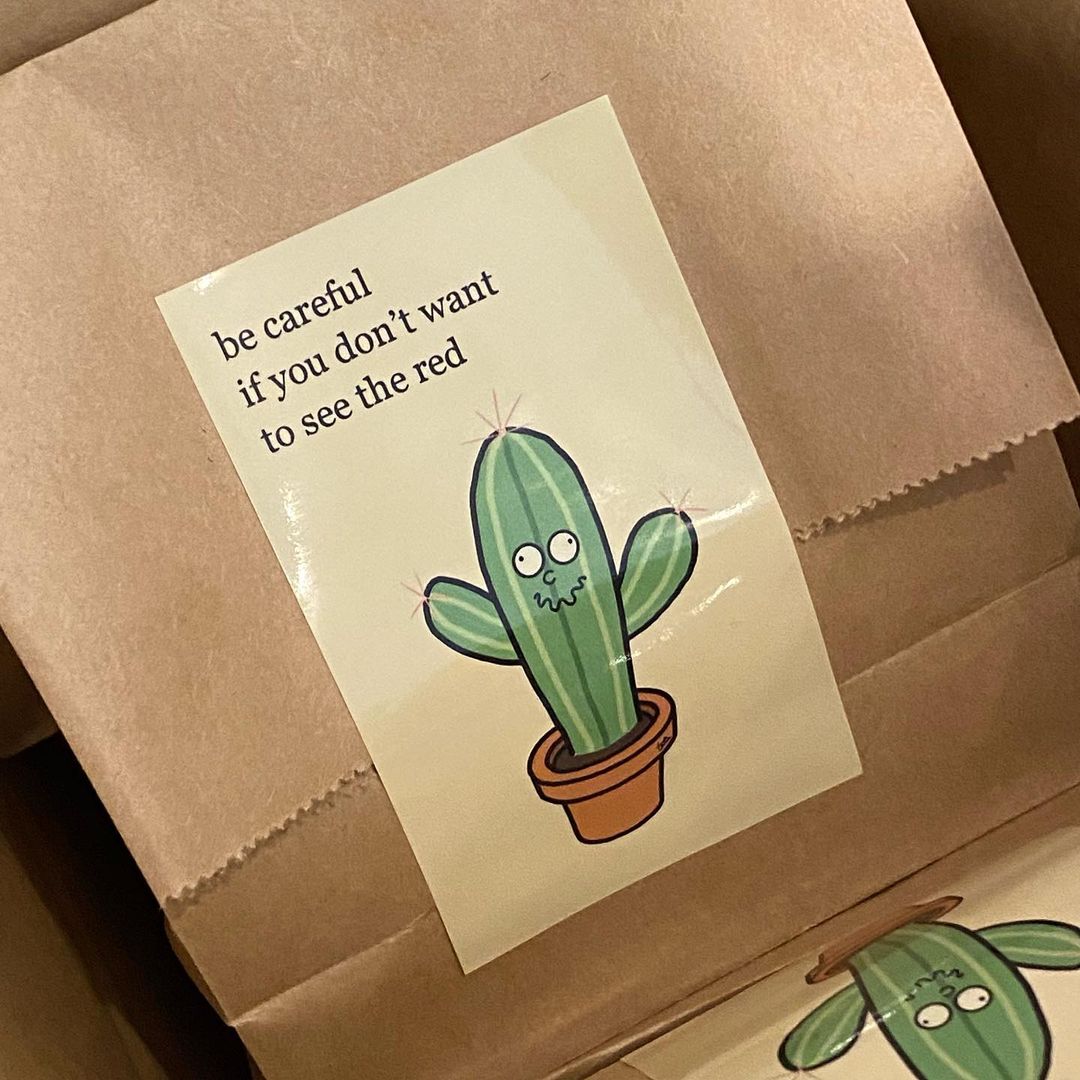 be careful
if you don't want
to see the red